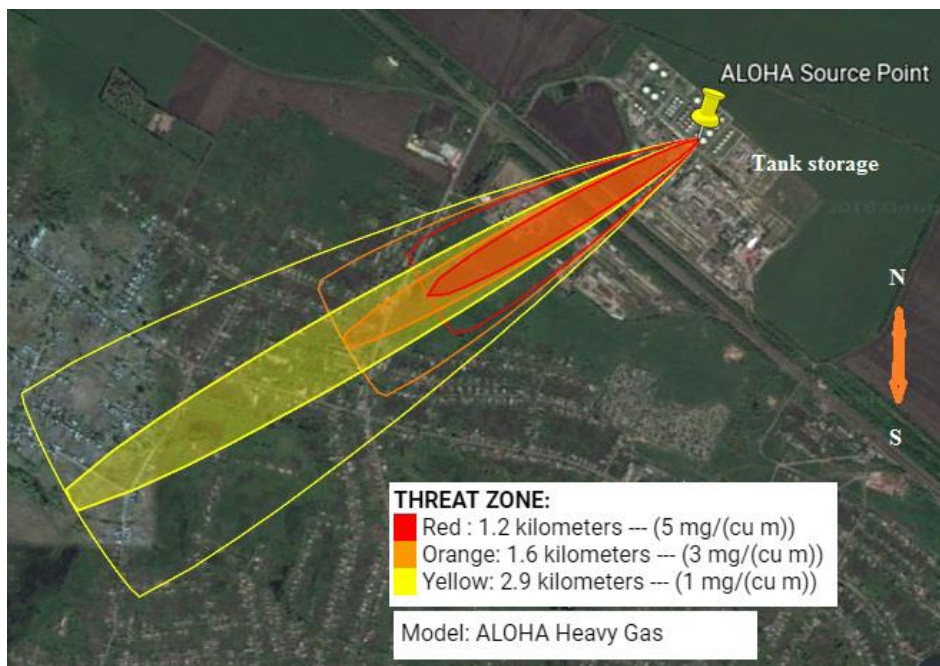 ALOHA Source Point
Tank storage
N
S
THREAT ZONE:
Red : 1.2 kilometers --- (5 mg/(cu m))
Orange: 1.6 kilometers --- (3 mg/(cu m))
Yellow: 2.9 kilometers --- (1 mg/(cu m))
Model: ALOHA Heavy Gas